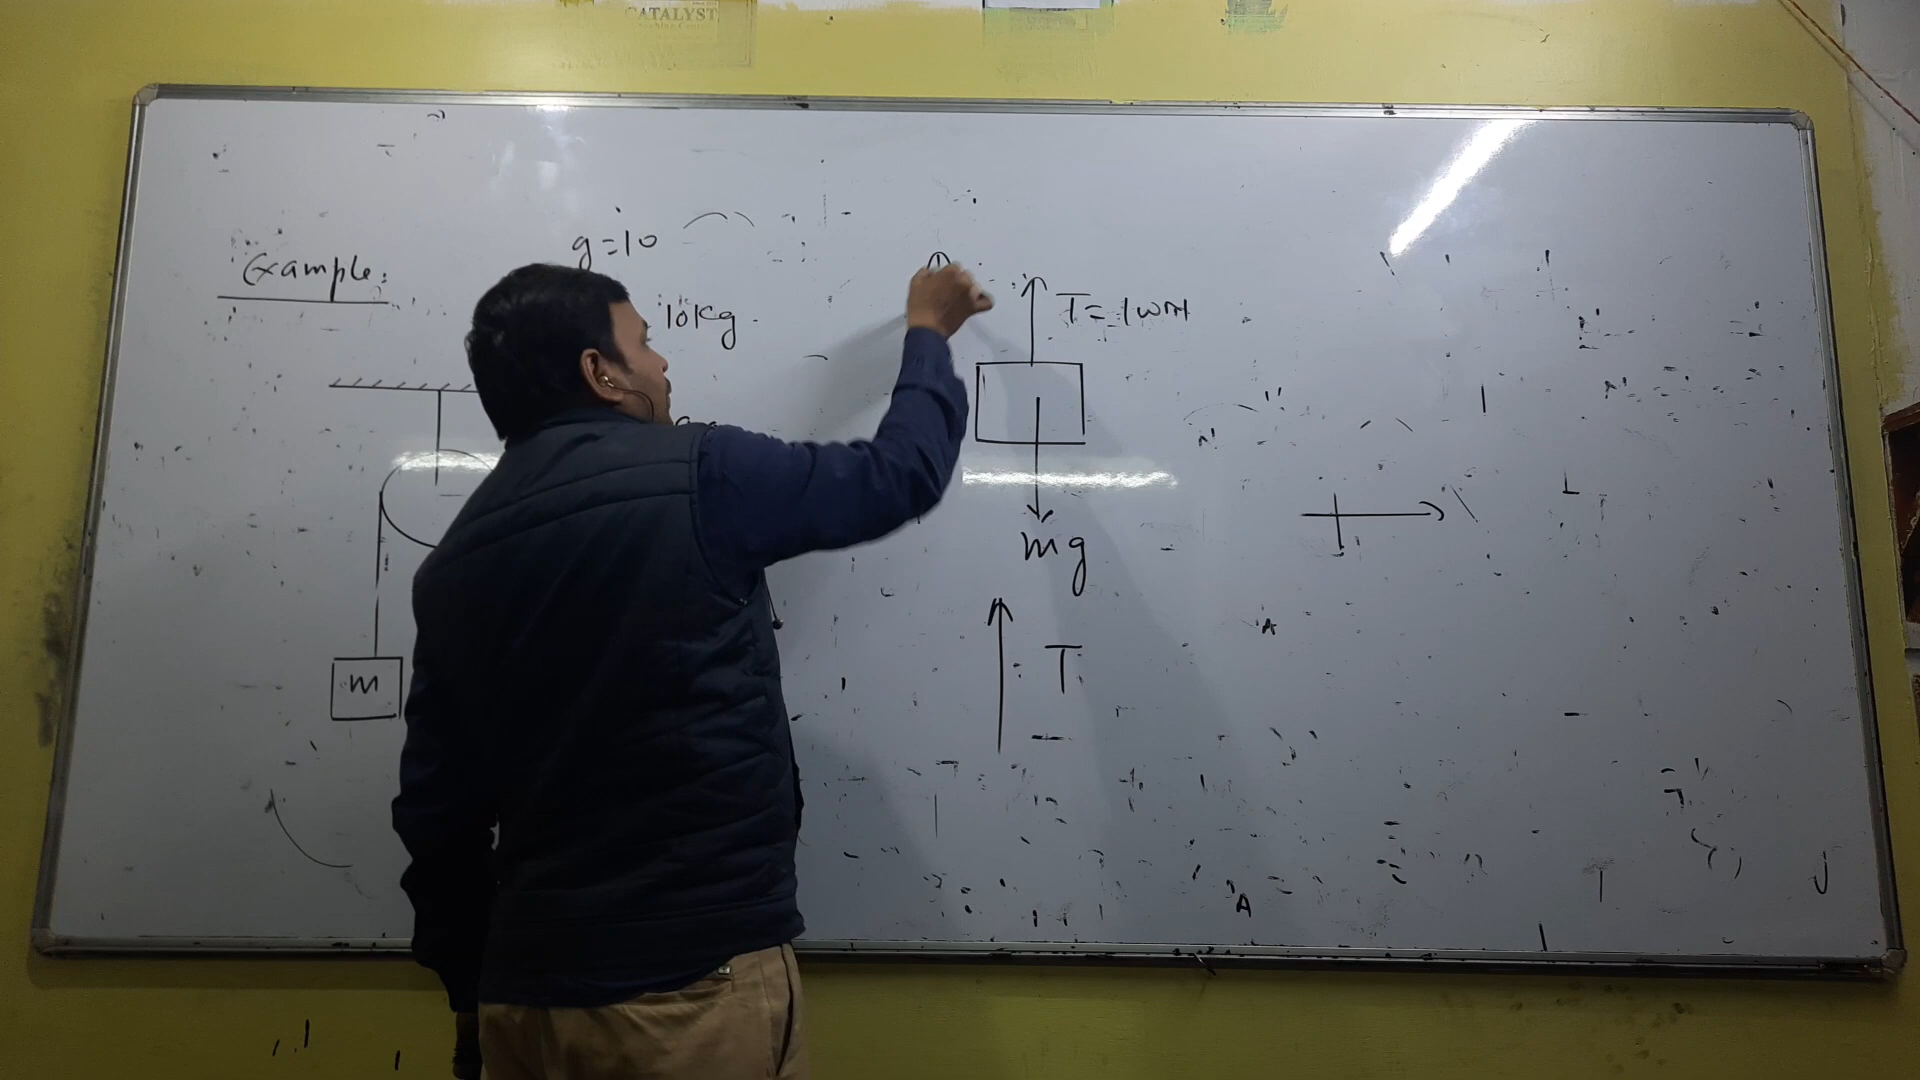 CATALYST
Example:
g=10
10kg.
T= 100N
mg
m
T